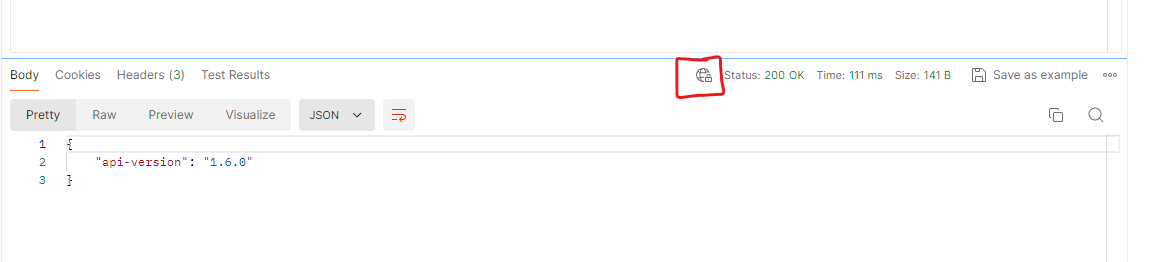 Body Cookies Headers (3) Test Results Status: 200 OK Time: 111 ms Size: 141 B Save as example
Pretty Raw Preview Visualize JSON
1 {
2 "api-version": "1.6.0"
3 }